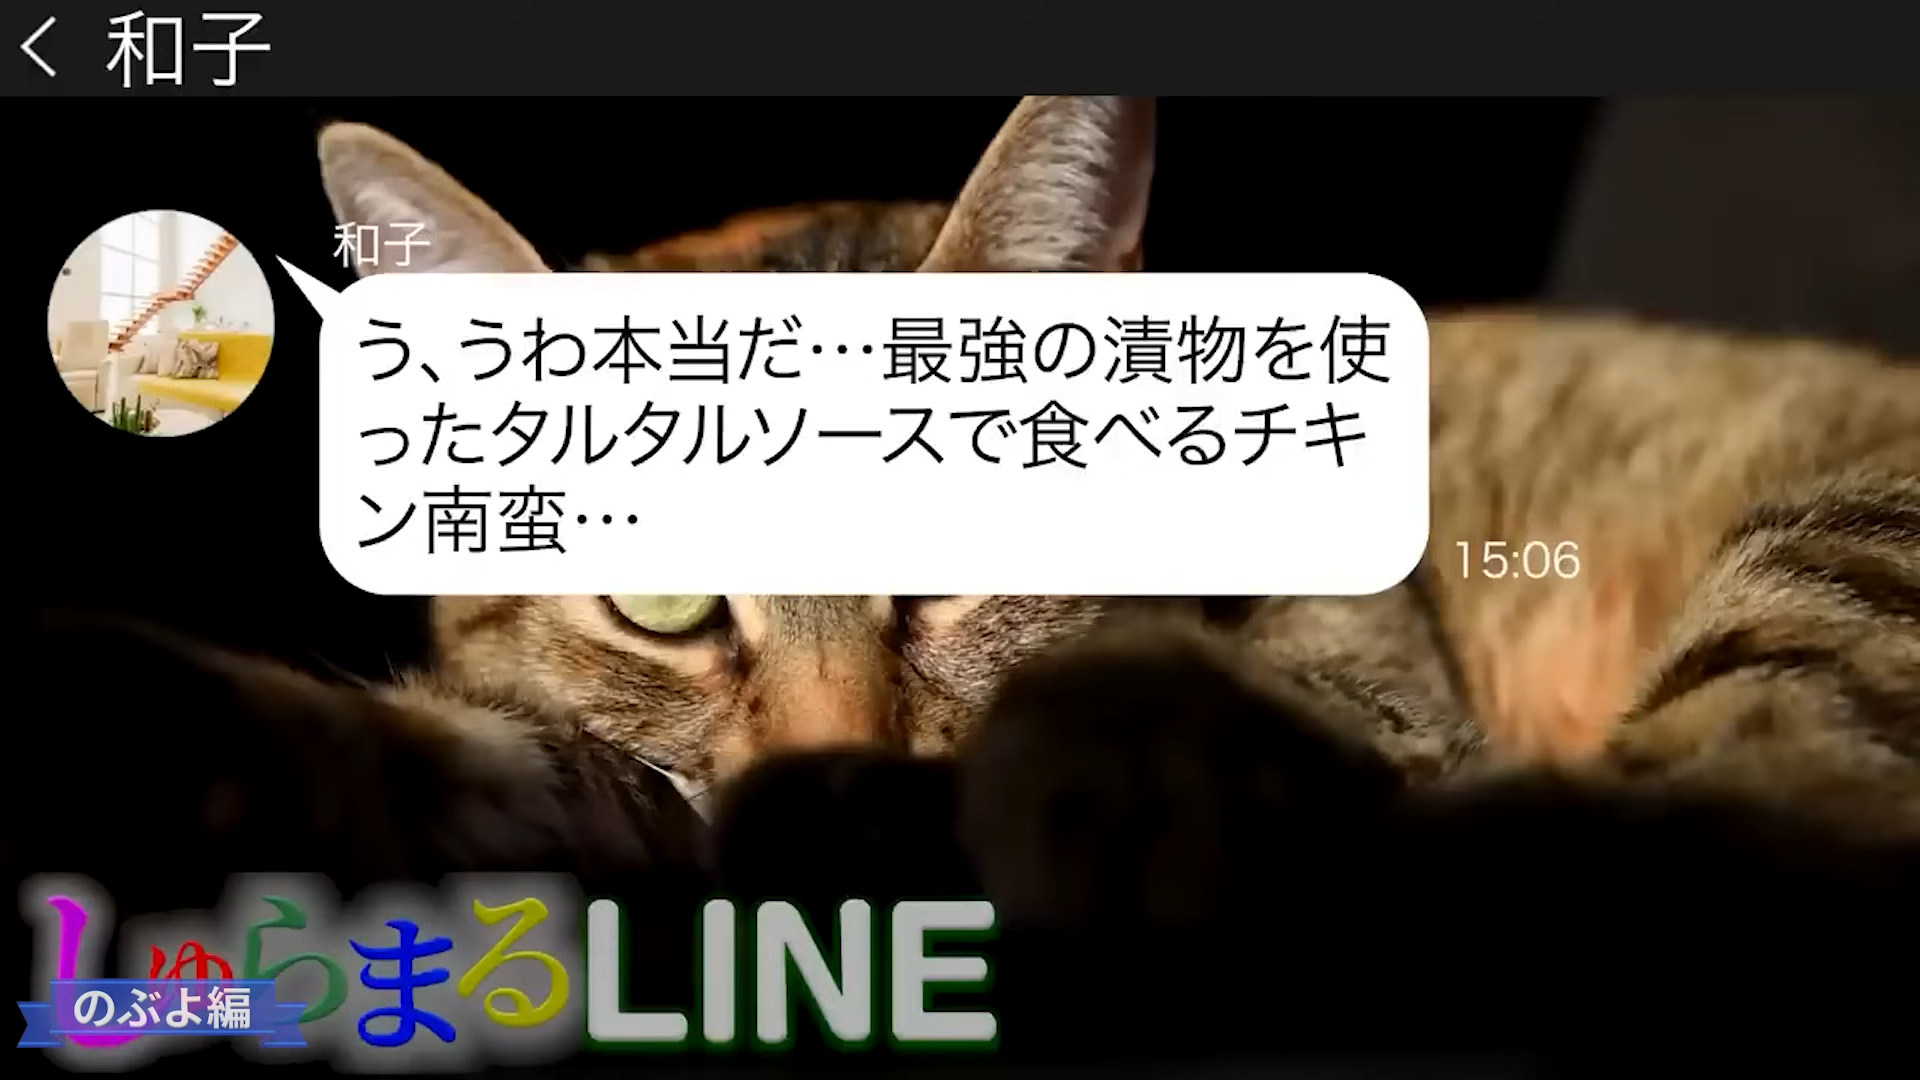 和子
和子
う、うわ本当だ…最強の漬物を使
ったタルタルソースで食べるチキ
ン南蛮…
15:06
しゅらまるLINE
のぶよ編